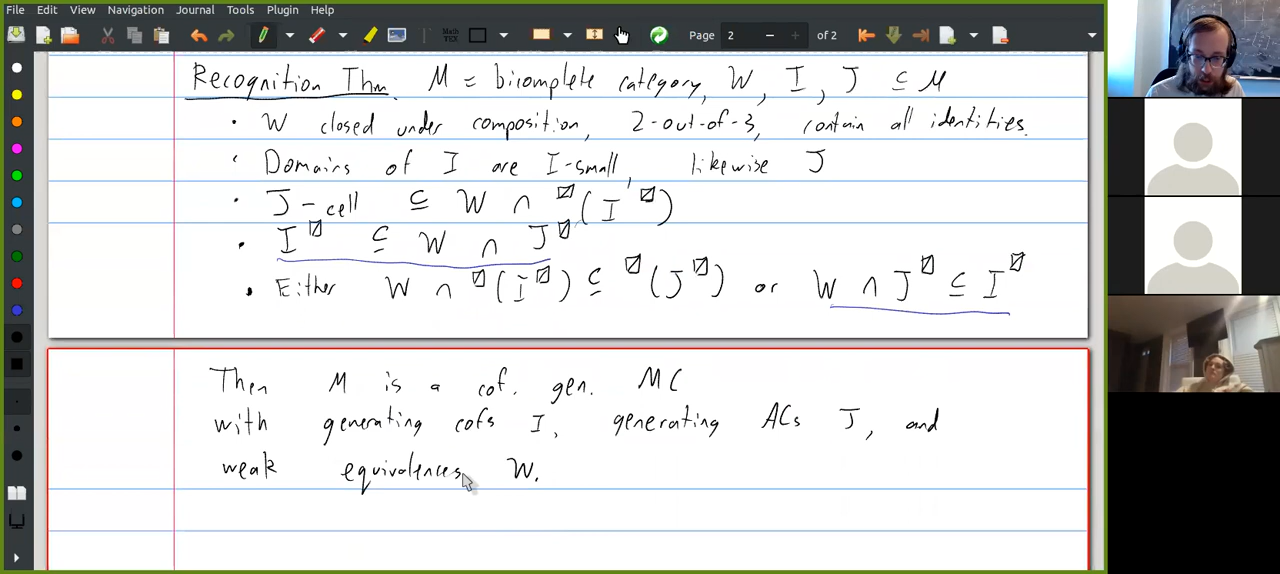 File Edit View Navigation Journal Tools Plugin Help
Math TEX Page 2 of 2
Recognition Thm. M = bicomplete category, W, I, J ⊆ M
· W closed under composition, 2-out-of-3, contain all identities.
· Domains of I are I-small, likewise J
· J-cell ⊆ W ∩ ⧄(I⧄)
· I⧄ ⊆ W ∩ J⧄
· Either W ∩ ⧄(I⧄) ⊆ ⧄(J⧄) or W ∩ J⧄ ⊆ I⧄
Then M is a cof. gen. MC
with generating cofs I, generating ACs J, and
weak equivalences W.